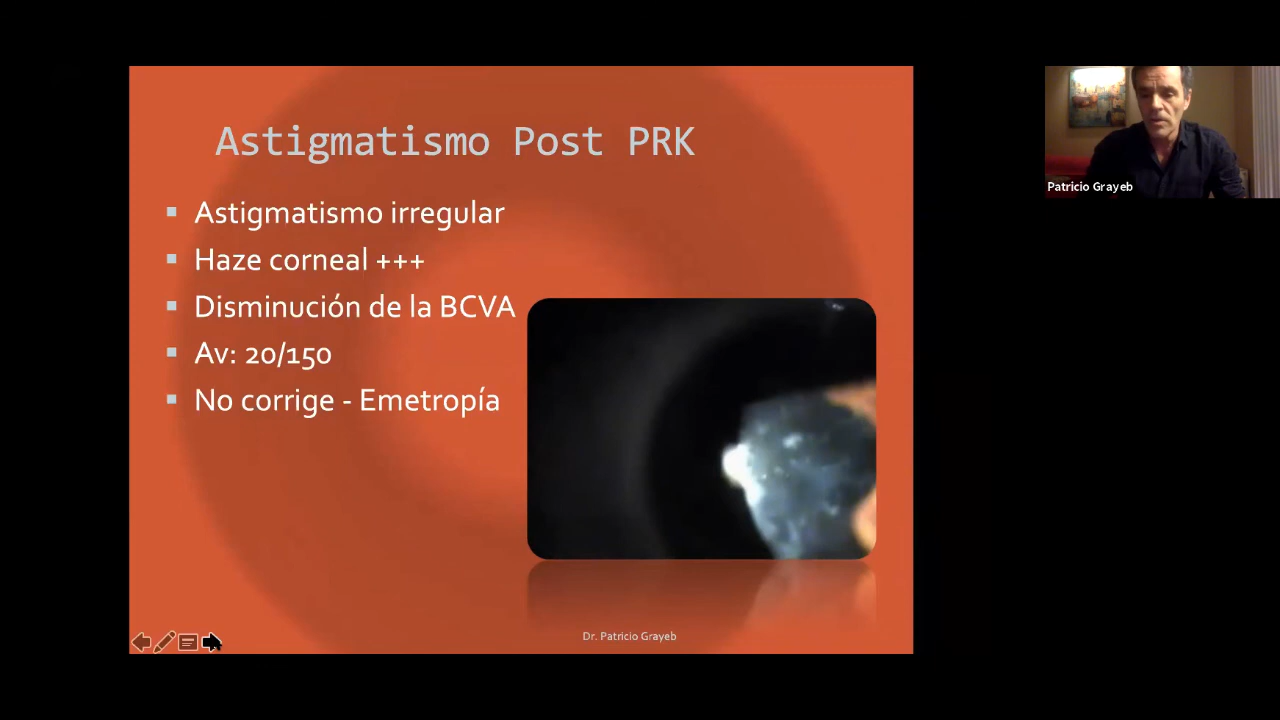 Astigmatismo Post PRK
Astigmatismo irregular
Haze corneal +++
Disminución de la BCVA
Av: 20/150
No corrige - Emetropía
Dr. Patricio Grayeb
Patricio Grayeb